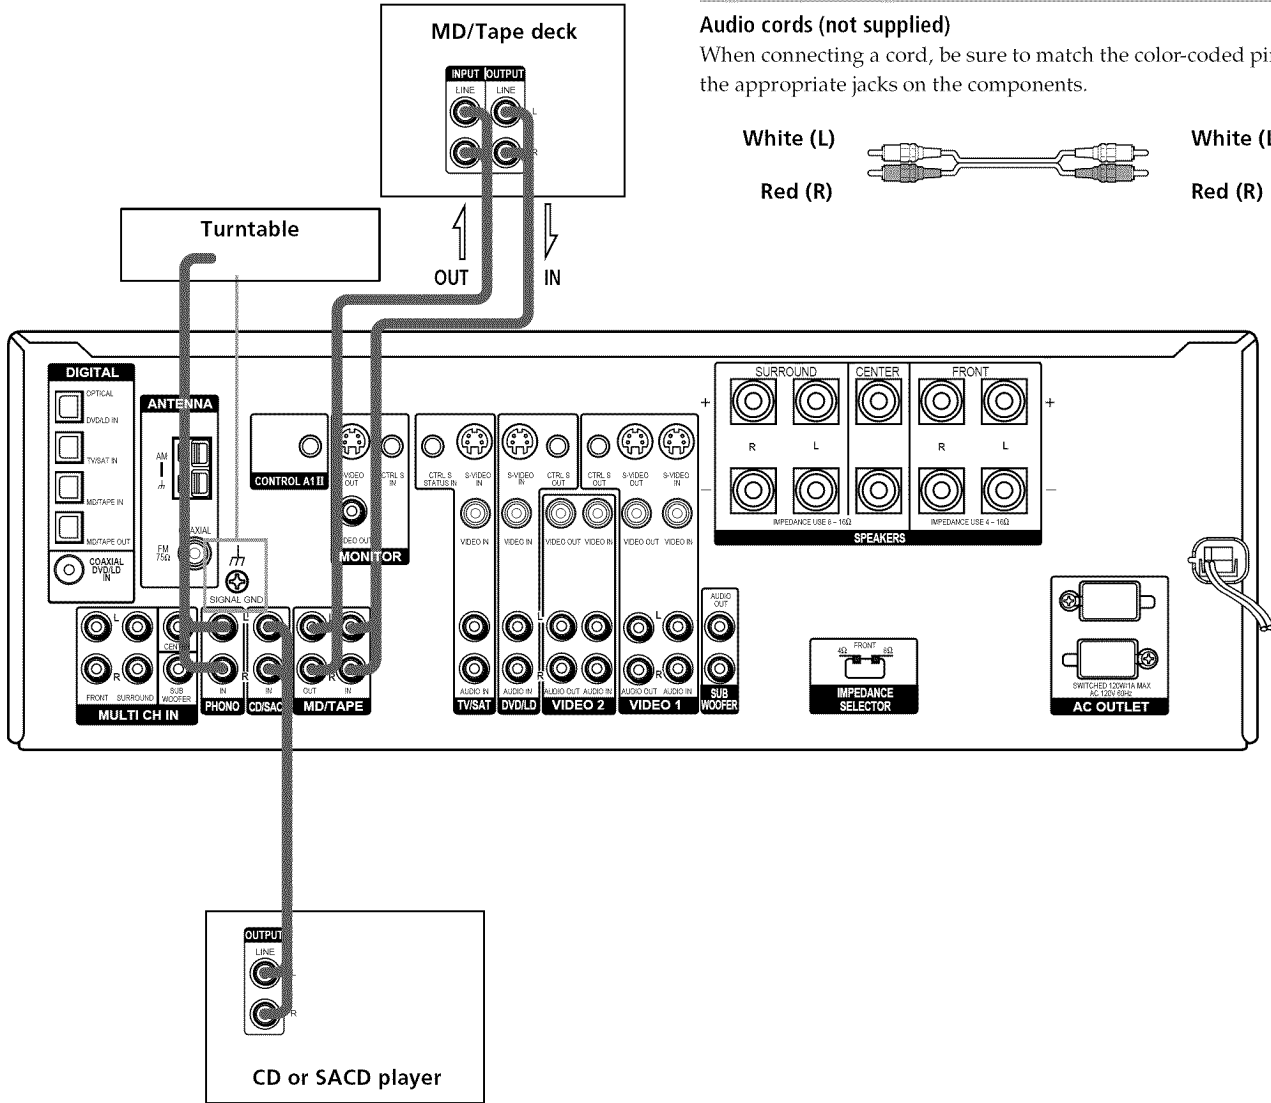 MD/Tape deck
INPUT OUTPUT
LINE LINE
L
R
OUT
IN
Turntable
Audio cords (not supplied)
When connecting a cord, be sure to match the color-coded
the appropriate jacks on the components.
White (L)
Red (R)
White
Red (R)
DIGITAL
OPTICAL
DVD/LD IN
TV/SAT IN
MD/TAPE IN
MD/TAPE OUT
COAXIAL
DVD/LD
IN
ANTENNA
AM
FM
75Ω
SIGNAL GND
CONTROL A1 II
OUT
CTRL S
IN
MONITOR
CTRL S
STATUS IN
S-VIDEO
IN
S-VIDEO
IN
CTRL S
OUT
CTRL S
OUT
S-VIDEO
OUT
S-VIDEO
IN
VIDEO IN
VIDEO IN
VIDEO OUT
VIDEO IN
VIDEO OUT
VIDEO IN
SURROUND
CENTER
FRONT
+
+
R L R L
–
–
IMPEDANCE USE 8 – 16Ω
IMPEDANCE USE 4 – 16Ω
SPEAKERS
L
R
FRONT
SURROUND
SUB
WOOFER
MULTI CH IN
IN
PHONO
L
R
IN
CD/SACD
OUT
IN
MD/TAPE
AUDIO IN
TV/SAT
AUDIO IN
DVD/LD
L
R
AUDIO OUT
AUDIO IN
VIDEO 2
L
R
AUDIO OUT
AUDIO IN
VIDEO 1
AUDIO
OUT
SUB
WOOFER
FRONT
4Ω 8Ω
IMPEDANCE
SELECTOR
SWITCHED 120W/1A MAX
AC 120V 60Hz
AC OUTLET
OUTPUT
LINE
L
R
CD or SACD player